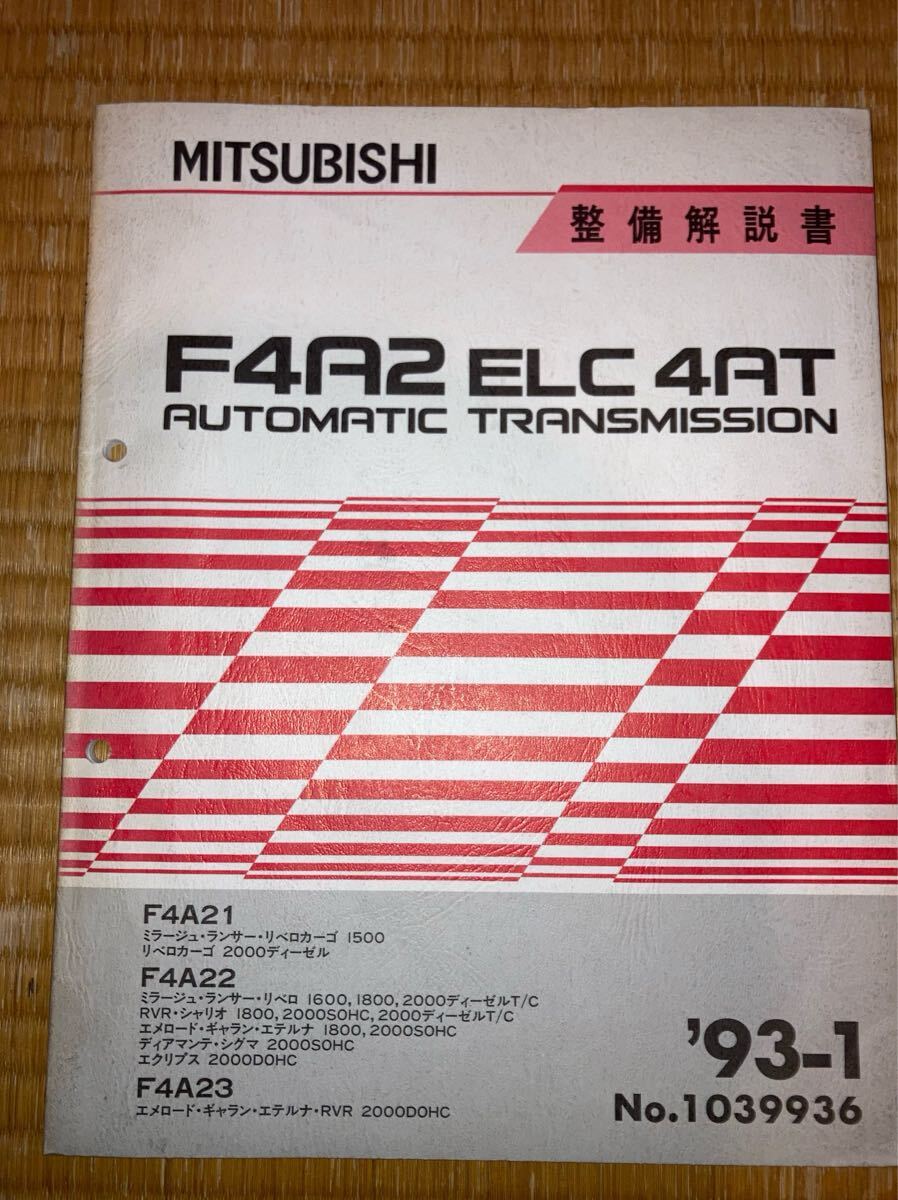 MITSUBISHI
整備解説書
F4A2 ELC 4AT
AUTOMATIC TRANSMISSION
F4A21
ミラージュ・ランサー・リベロカーゴ 1500
リベロカーゴ 2000ディーゼル
F4A22
ミラージュ・ランサー・リベロ 1600, 1800, 2000ディーゼルT/C
RVR・シャリオ 1800, 2000SOHC, 2000ディーゼルT/C
エメロード・ギャラン・エテルナ 1800, 2000SOHC
ディアマンテ・シグマ 2000SOHC
エクリプス 2000DOHC
F4A23
エメロード・ギャラン・エテルナ・RVR 2000DOHC
'93-1
No.1039936